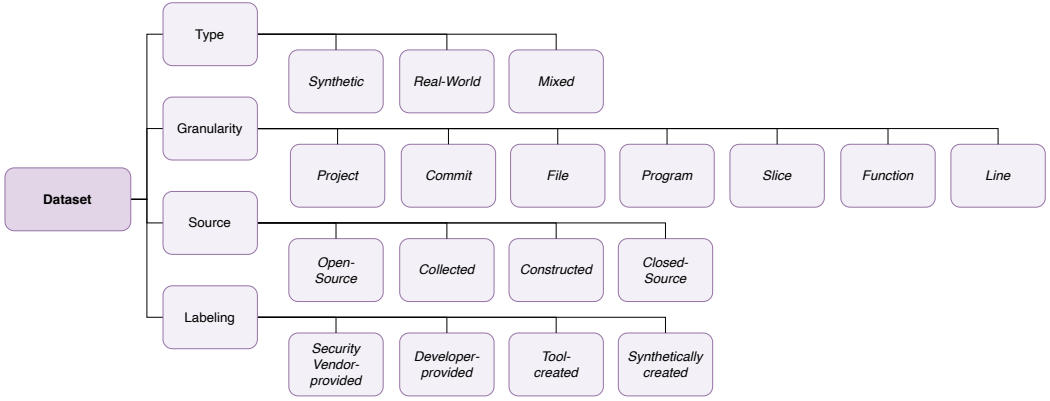 Type
Synthetic
Real-World
Mixed
Granularity
Project
Commit
File
Program
Slice
Function
Line
Dataset
Source
Open-
Source
Collected
Constructed
Closed-
Source
Labeling
Security
Vendor-
provided
Developer-
provided
Tool-
created
Synthetically
created